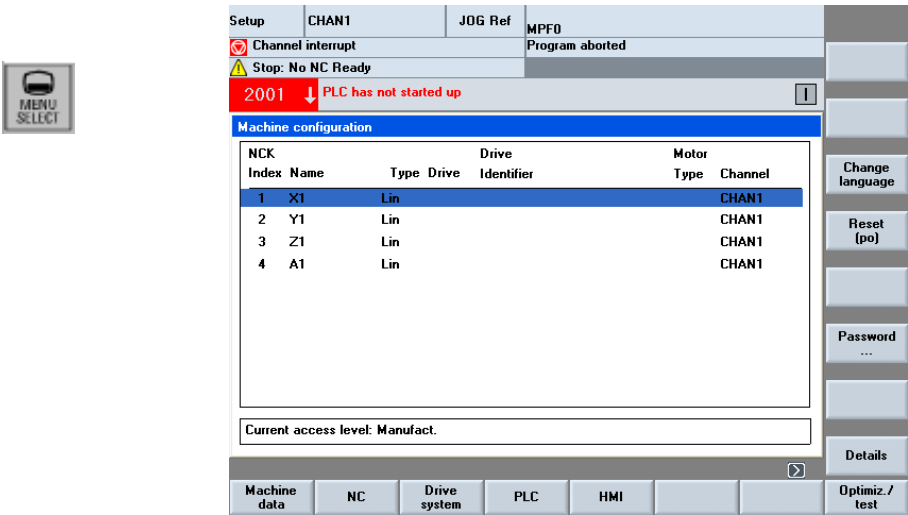 MENU
SELECT
Setup CHAN1 JOG Ref MPF0
Channel interrupt Program aborted
Stop: No NC Ready
2001 PLC has not started up
Machine configuration
NCK Drive Motor
Index Name Type Drive Identifier Type Channel
1 X1 Lin CHAN1
2 Y1 Lin CHAN1
3 Z1 Lin CHAN1
4 A1 Lin CHAN1
Current access level: Manufact.
Change
language
Reset
(po)
Password
...
Details
Machine
data
NC
Drive
system
PLC
HMI
Optimiz./
test